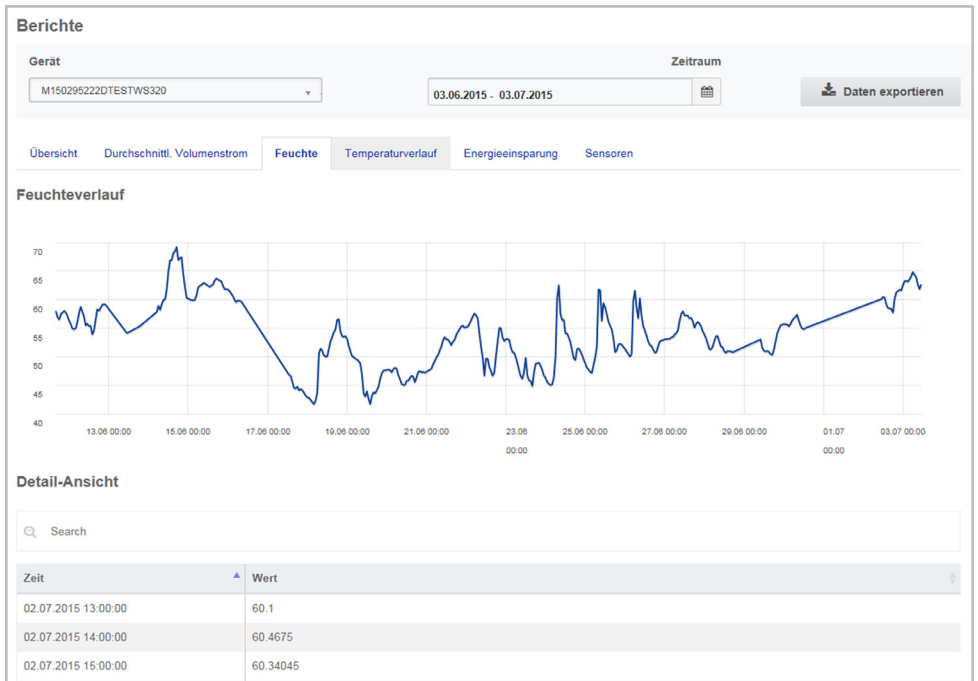 Berichte
Gerät
Zeitraum
M150295222DTESTWS320
03.06.2015 - 03.07.2015
Daten exportieren
Übersicht Durchschnittl. Volumenstrom Feuchte Temperaturverlauf Energieeinsparung Sensoren
Feuchteverlauf
70
65
60
55
50
45
40
13.06 00:00 15.06 00:00 17.06 00:00 19.06 00:00 21.06 00:00 23.06 00:00 25.06 00:00 27.06 00:00 29.06 00:00 01.07 00:00 03.07 00:00
Detail-Ansicht
Search
Zeit Wert
02.07.2015 13:00:00 60.1
02.07.2015 14:00:00 60.4675
02.07.2015 15:00:00 60.34045